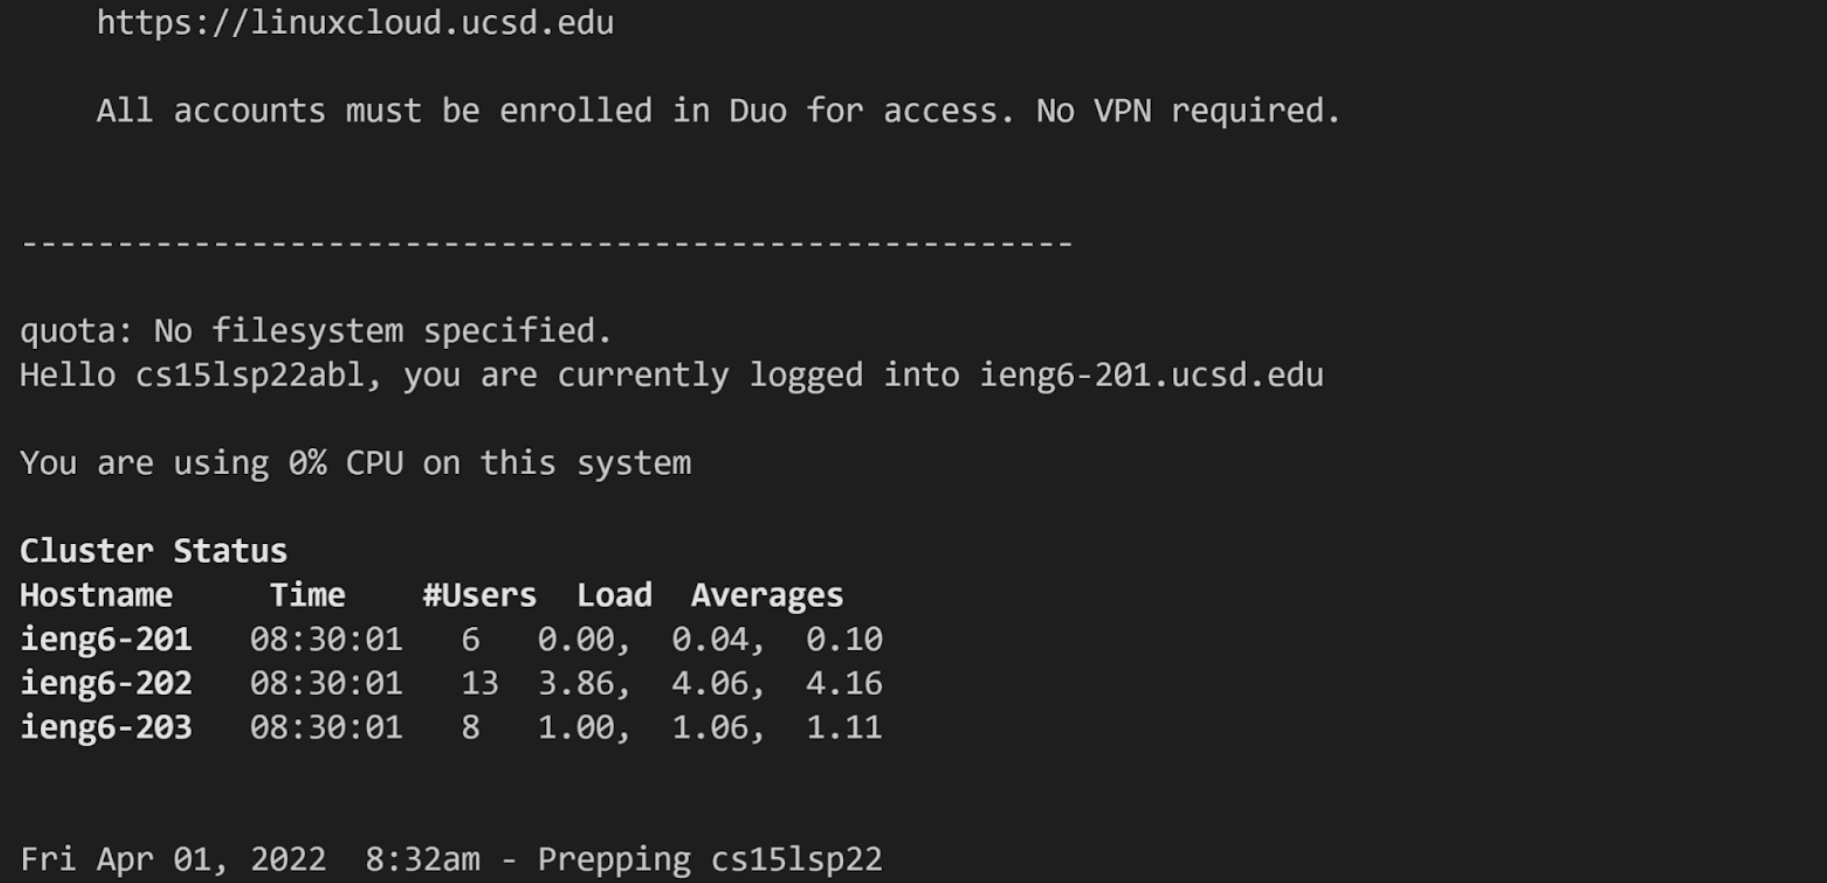 https://linuxcloud.ucsd.edu
All accounts must be enrolled in Duo for access. No VPN required.
-------------------------------------------------------
quota: No filesystem specified.
Hello cs15lsp22abl, you are currently logged into ieng6-201.ucsd.edu
You are using 0% CPU on this system
Cluster Status
Hostname     Time    #Users  Load  Averages
ieng6-201   08:30:01   6   0.00,  0.04,  0.10
ieng6-202   08:30:01   13  3.86,  4.06,  4.16
ieng6-203   08:30:01   8   1.00,  1.06,  1.11
Fri Apr 01, 2022  8:32am - Prepping cs15lsp22